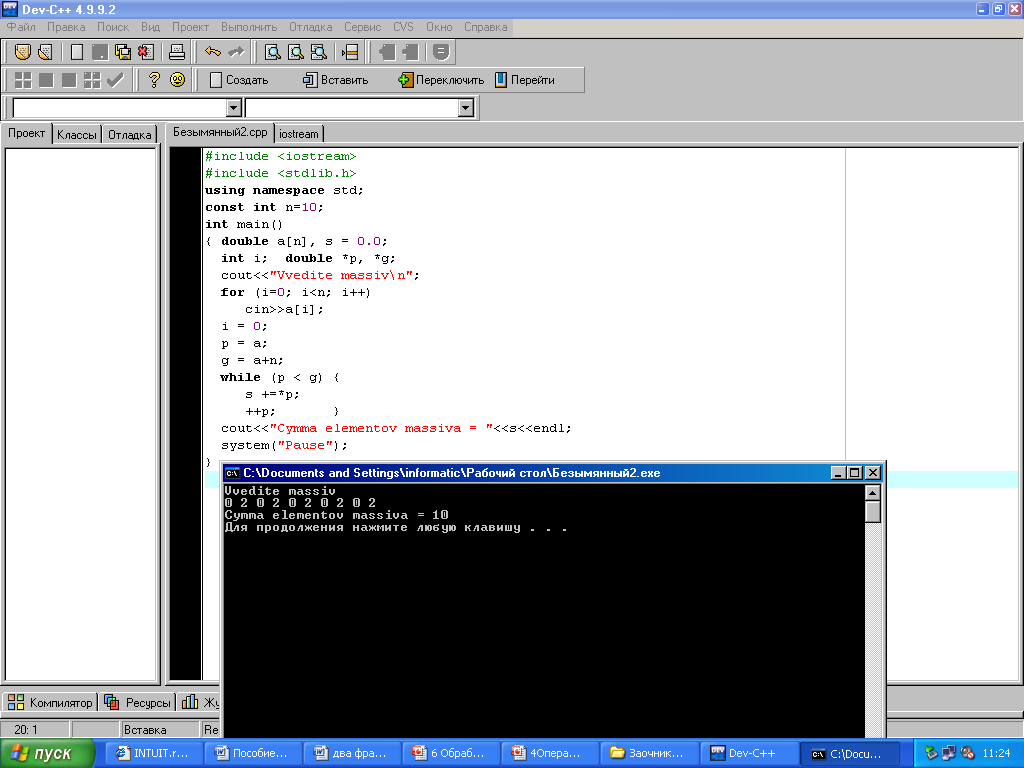 Dev-C++ 4.9.9.2
Файл Правка Поиск Вид Проект Выполнить Отладка Сервис CVS Окно Справка
Создать Вставить Переключить Перейти
Проект Классы Отладка
Безымянный2.cpp iostream
#include <iostream>
#include <stdlib.h>
using namespace std;
const int n=10;
int main()
{ double a[n], s = 0.0;
int i;  double *p, *g;
cout<<"Vvedite massiv\n";
for (i=0; i<n; i++)
cin>>a[i];
i = 0;
p = a;
g = a+n;
while (p < g) {
s +=*p;
++p;       }
cout<<"Cymma elementov massiva = "<<s<<endl;
system("Pause");
}
C:\Documents and Settings\informatic\Рабочий стол\Безымянный2.exe
Vvedite massiv
0 2 0 2 0 2 0 2 0 2
Cymma elementov massiva = 10
Для продолжения нажмите любую клавишу . . .
Компилятор Ресурсы Жу
20: 1 Вставка Re
пуск INTUIT.r... Пособие... два фра... 6 Обраб... 4Опера... Заочник... Dev-C++ C:\Docu... 11:24